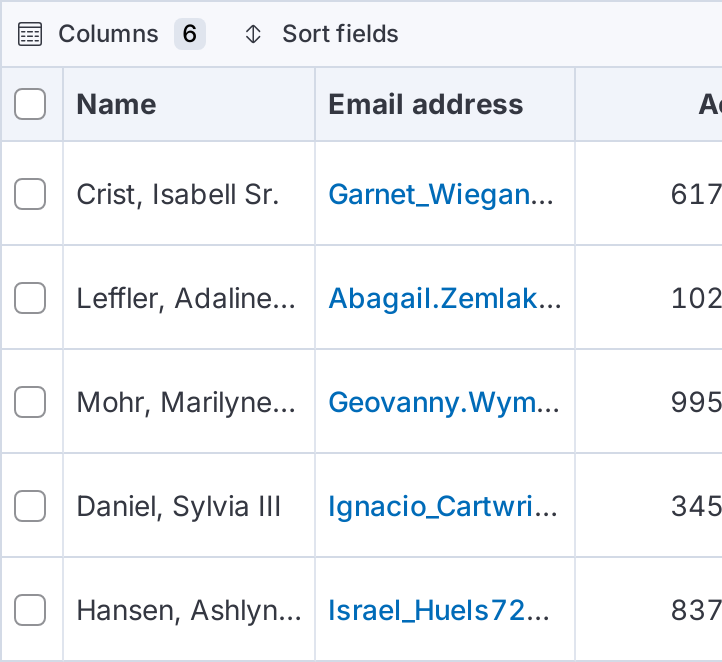 Columns 6 Sort fields
Name Email address Ac
Crist, Isabell Sr. Garnet_Wiegan... 617
Leffler, Adaline... Abagail.Zemlak... 102
Mohr, Marilyne... Geovanny.Wym... 995
Daniel, Sylvia III Ignacio_Cartwri... 345
Hansen, Ashlyn... Israel_Huels72... 837